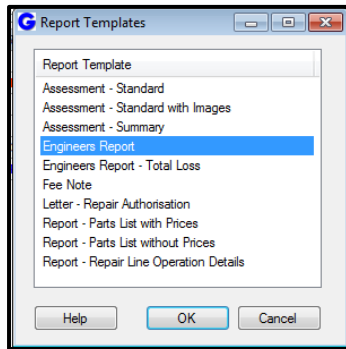 G Report Templates
Report Template
Assessment - Standard
Assessment - Standard with Images
Assessment - Summary
Engineers Report
Engineers Report - Total Loss
Fee Note
Letter - Repair Authorisation
Report - Parts List with Prices
Report - Parts List without Prices
Report - Repair Line Operation Details
Help OK Cancel